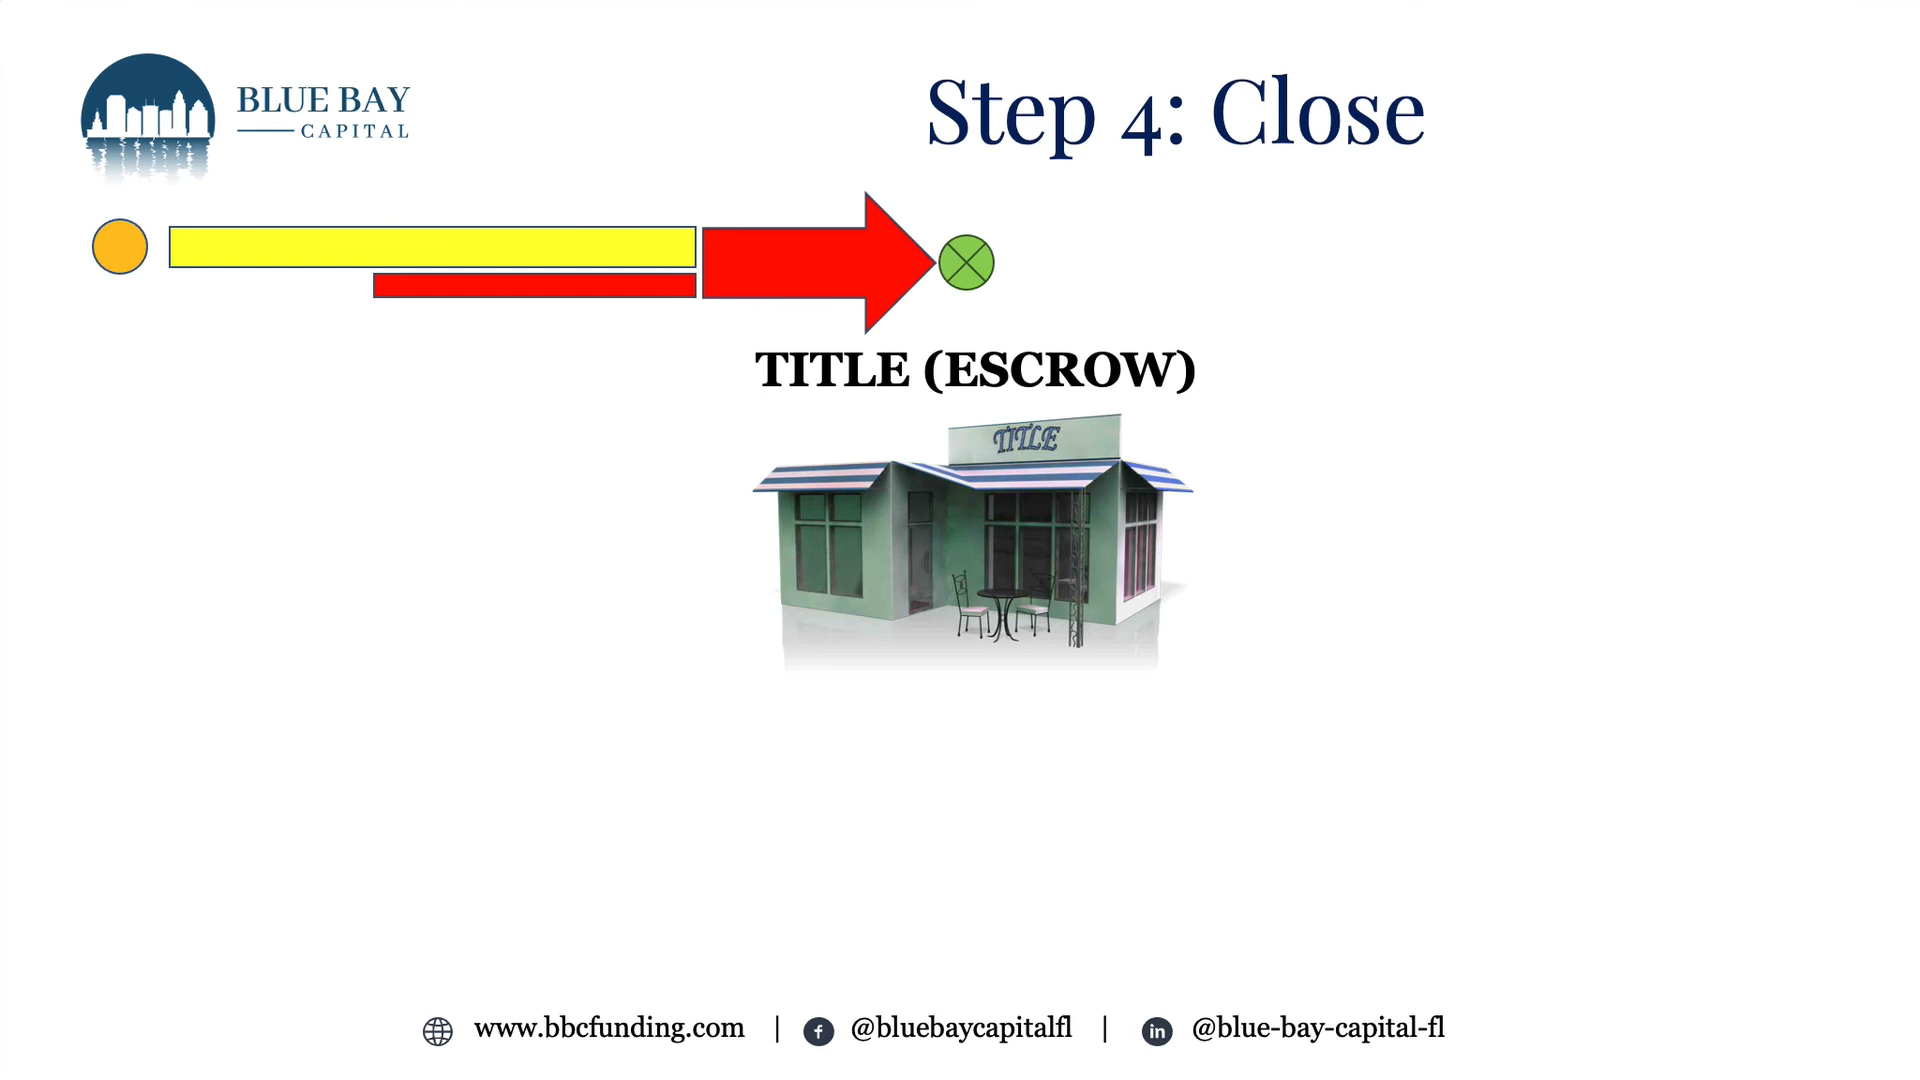 BLUE BAY
CAPITAL
Step 4: Close
TITLE (ESCROW)
TITLE
www.bbcfunding.com | @bluebaycapitalfl | @blue-bay-capital-fl